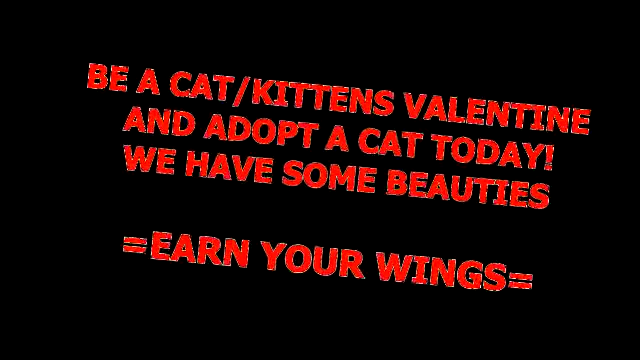 BE A CAT/KITTENS VALENTINE
AND ADOPT A CAT TODAY!
WE HAVE SOME BEAUTIES
=EARN YOUR WINGS=